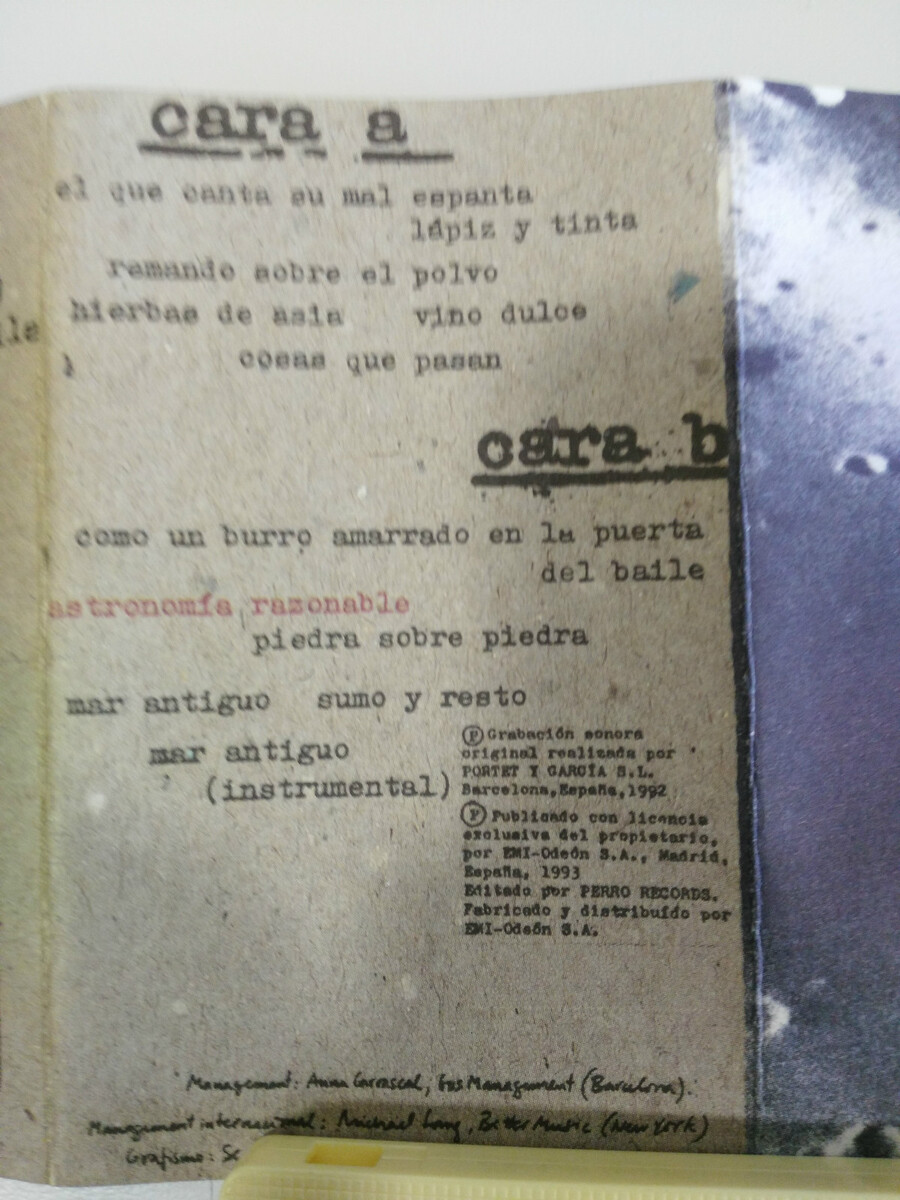 cara a
el que canta su mal espanta
lápiz y tinta
remando sobre el polvo
hierbas de asia vino dulce
cosas que pasan
cara b
como un burro amarrado en la puerta
del baile
astronomía razonable
piedra sobre piedra
mar antiguo sumo y resto
mar antiguo
(instrumental)
Ⓟ Grabación sonora
original realizada por
PORTET Y GARCÍA S.L.
Barcelona, España, 1992
Ⓟ Publicado con licencia
exclusiva del propietario,
por EMI-Odeón S.A., Madrid,
España, 1993
Editado por PERRO RECORDS.
Fabricado y distribuído por
EMI-Odeón S.A.
Management: Anna Carrascal, Management (Barcelona).
Management internacional: Michael Lang, Better Music (New York)
Grafismo: